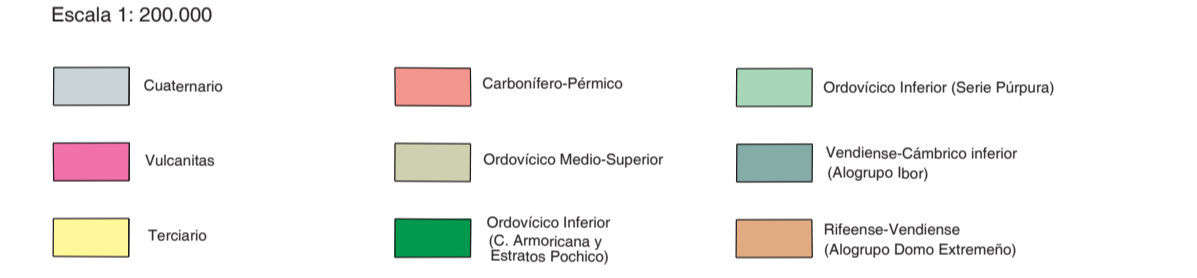 Escala 1: 200.000
Cuaternario
Vulcanitas
Terciario
Carbonífero-Pérmico
Ordovícico Medio-Superior
Ordovícico Inferior
(C. Armoricana y
Estratos Pochico)
Ordovícico Inferior (Serie Púrpura)
Vendiense-Cámbrico inferior
(Alogrupo Ibor)
Rifeense-Vendiense
(Alogrupo Domo Extremeño)